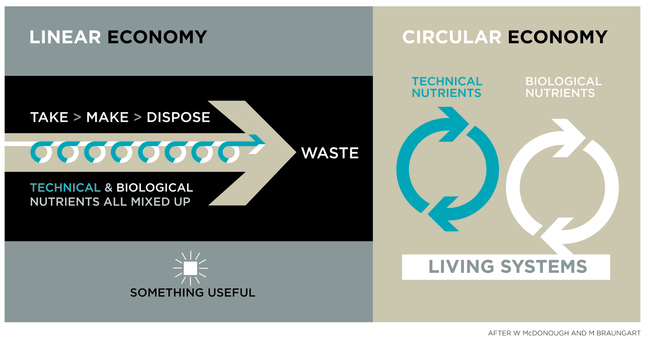 LINEAR ECONOMY
TAKE > MAKE > DISPOSE
WASTE
TECHNICAL & BIOLOGICAL
NUTRIENTS ALL MIXED UP
SOMETHING USEFUL
CIRCULAR ECONOMY
TECHNICAL
NUTRIENTS
BIOLOGICAL
NUTRIENTS
LIVING SYSTEMS
AFTER W McDONOUGH AND M BRAUNGART